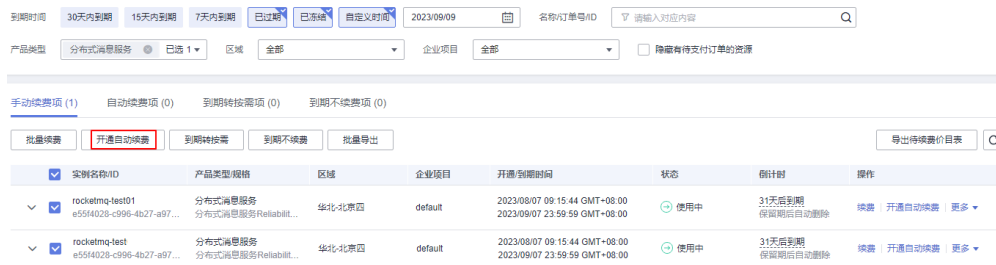 到期时间 30天内到期 15天内到期 7天内到期 已过期 已冻结 自定义时间 2023/09/09 名称/订单号/ID 请输入对应内容
产品类型 分布式消息服务 已选 1 区域 全部 企业项目 全部 隐藏有待支付订单的资源
手动续费项 (1) 自动续费项 (0) 到期转按需项 (0) 到期不续费项 (0)
批量续费 开通自动续费 到期转按需 到期不续费 批量导出 导出待续费价目表
实例名称/ID 产品类型/规格 区域 企业项目 开通/到期时间 状态 倒计时 操作
rocketmq-test01 分布式消息服务 华北-北京四 default 2023/08/07 09:15:44 GMT+08:00 使用中 31天后到期 续费 开通自动续费 更多
e55f4028-c996-4b27-a97... 分布式消息服务Reliabilit... 2023/09/07 23:59:59 GMT+08:00 保留期后自动删除
rocketmq-test 分布式消息服务 华北-北京四 default 2023/08/07 09:15:44 GMT+08:00 使用中 31天后到期 续费 开通自动续费 更多
e55f4028-c996-4b27-a97... 分布式消息服务Reliabilit... 2023/09/07 23:59:59 GMT+08:00 保留期后自动删除